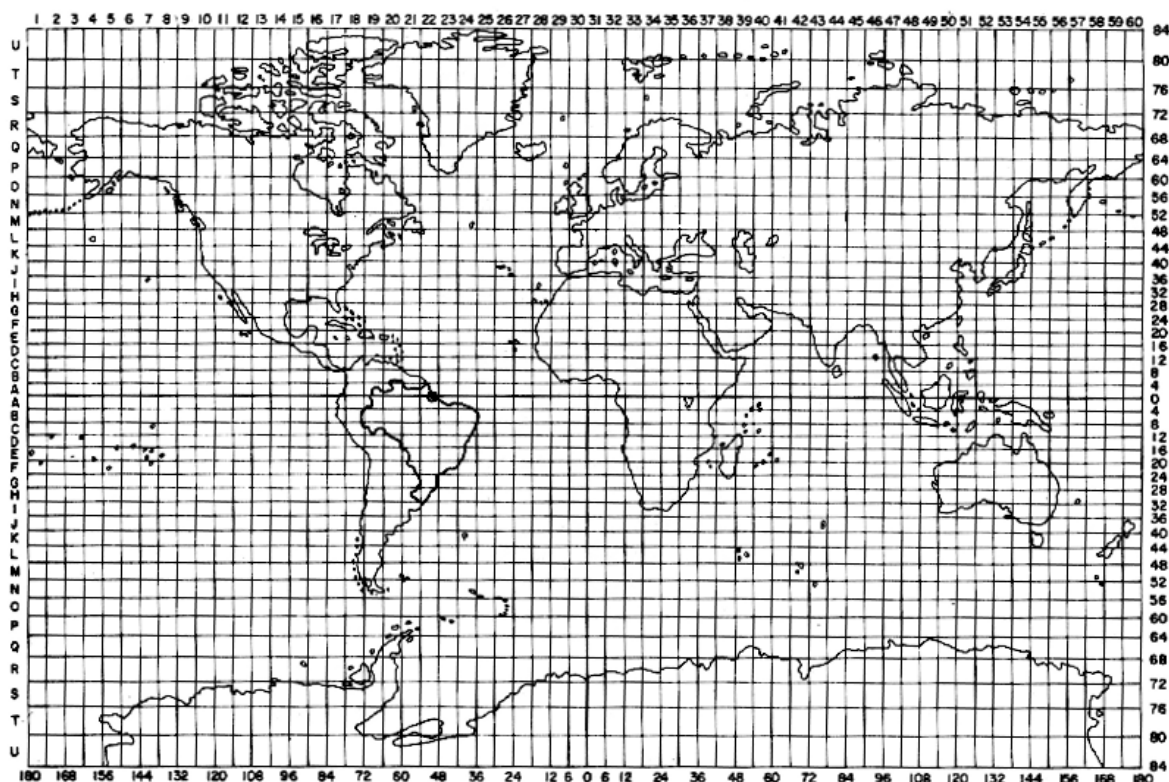 1 2 3 4 5 6 7 8 9 10 11 12 13 14 15 16 17 18 19 20 21 22 23 24 25 26 27 28 29 30 31 32 33 34 35 36 37 38 39 40 41 42 43 44 45 46 47 48 49 50 51 52 53 54 55 56 57 58 59 60
84
U
80
T
76
S
72
R
68
Q
64
P
60
O
56
N
52
M
48
L
44
K
40
J
36
I
32
H
28
G
24
F
20
E
16
D
12
C
8
B
4
A
0
A
4
B
8
C
12
D
16
E
20
F
24
G
28
H
32
I
36
J
40
K
44
L
48
M
52
N
56
O
60
P
64
Q
68
R
72
S
76
T
80
U
84
180 168 156 144 132 120 108 96 84 72 60 48 36 24 12 6 0 6 12 24 36 48 60 72 84 96 108 120 132 144 156 168 180